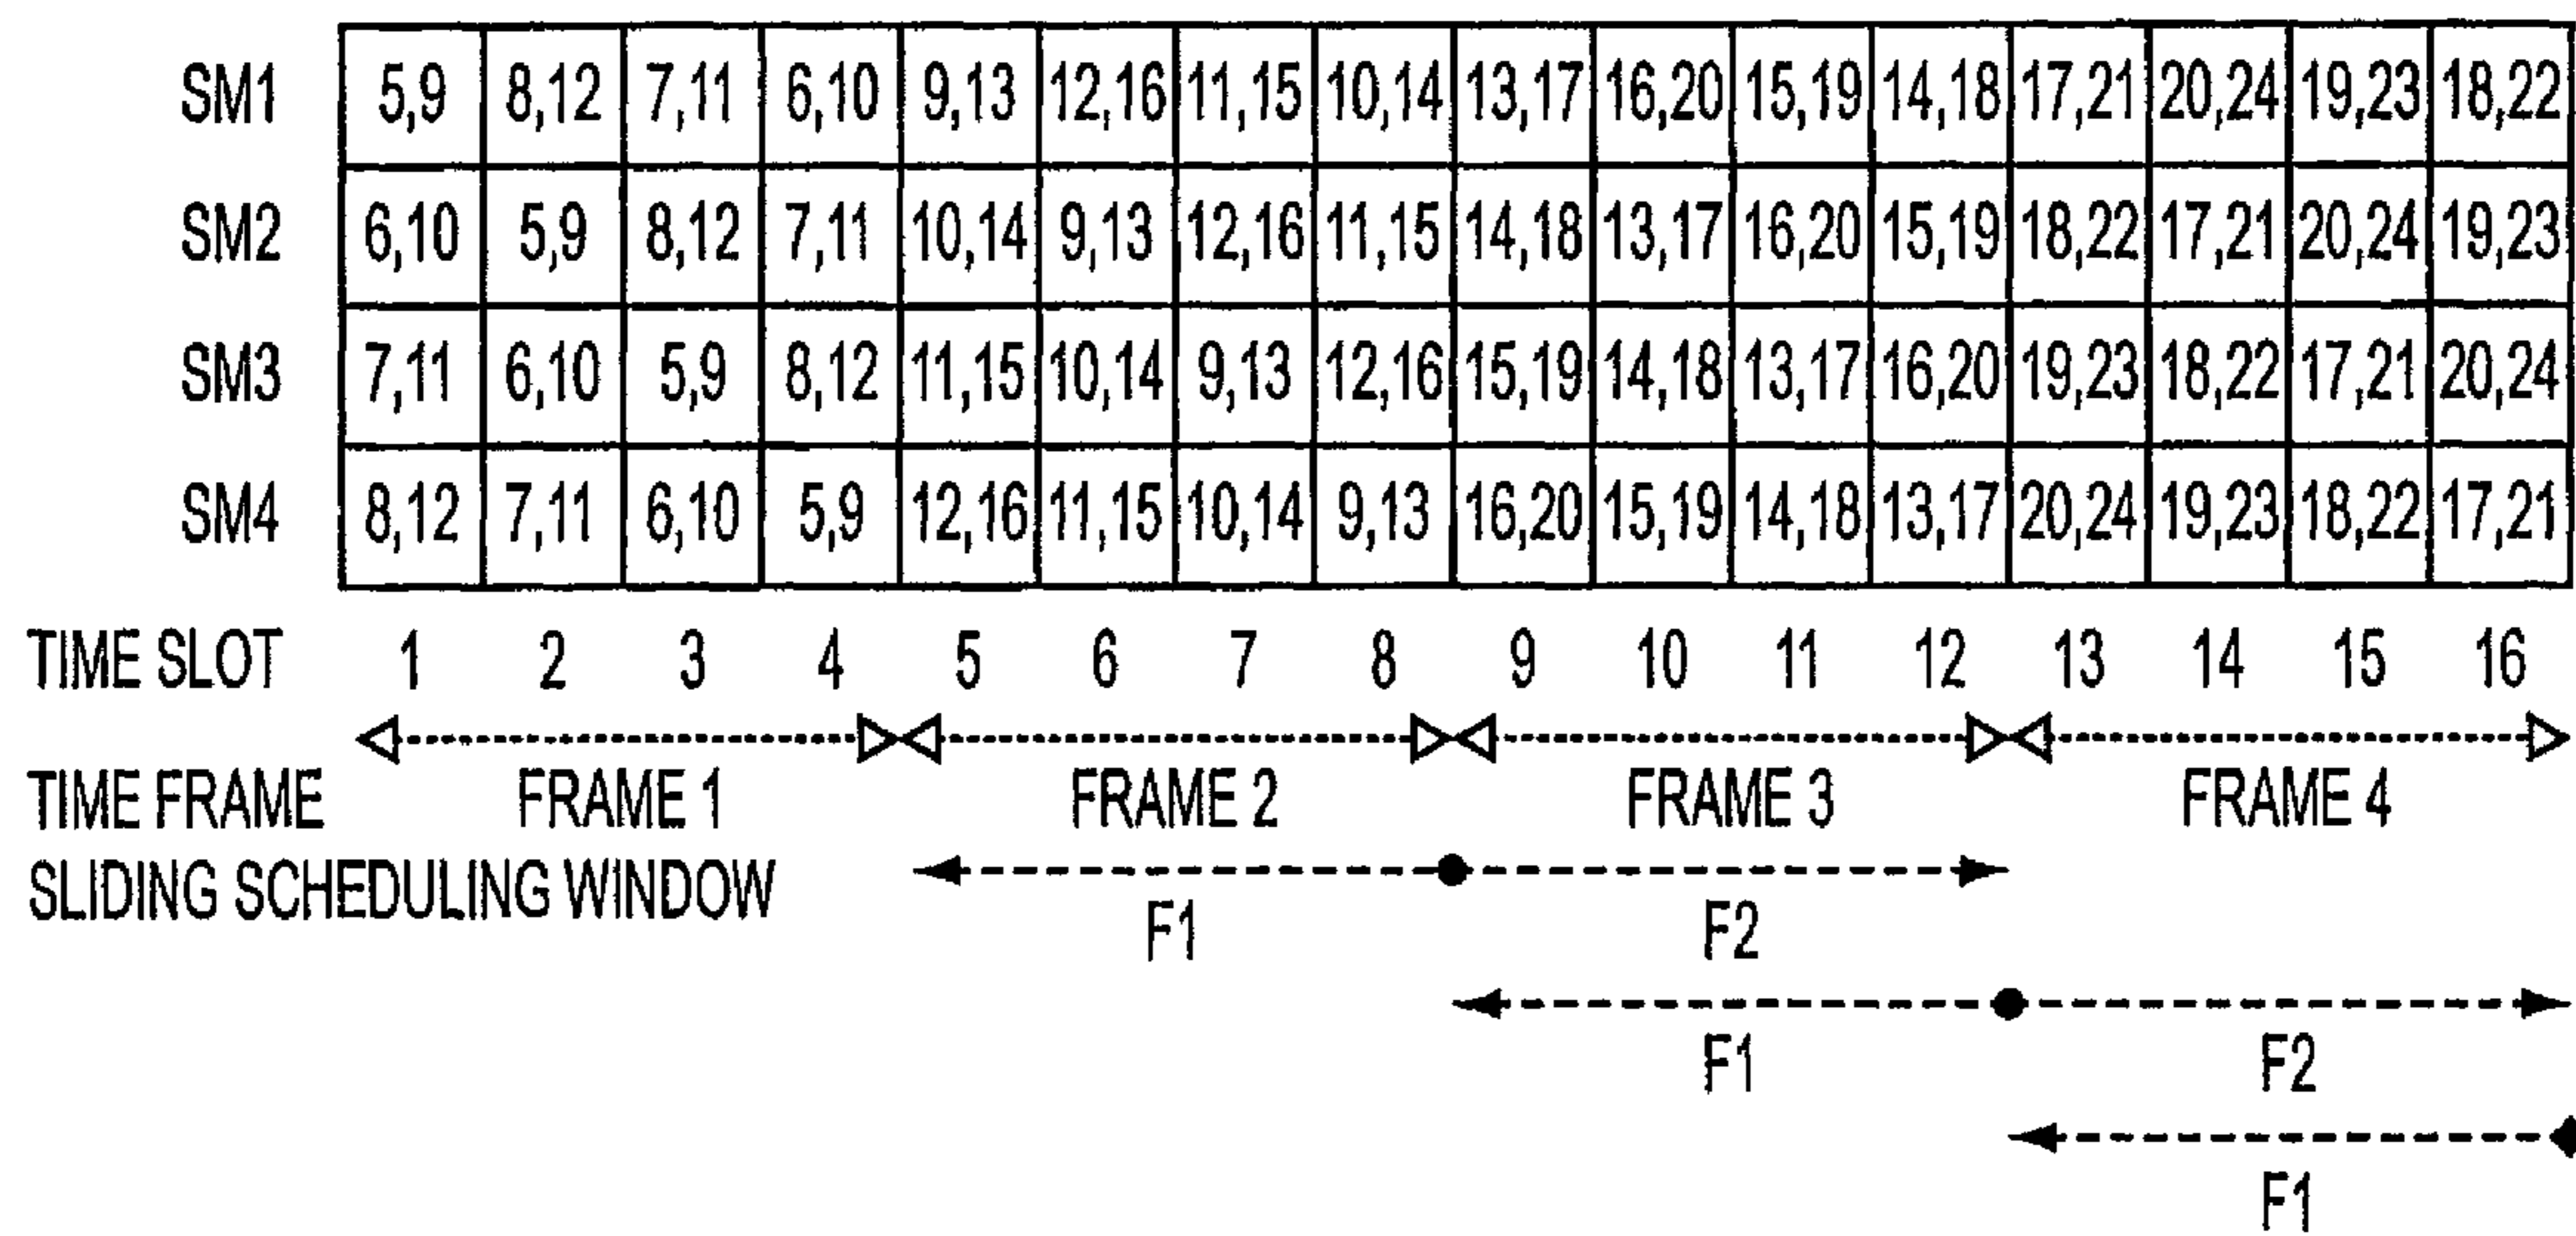 SM1 5,9 8,12 7,11 6,10 9,13 12,16 11,15 10,14 13,17 16,20 15,19 14,18 17,21 20,24 19,23 18,22
SM2 6,10 5,9 8,12 7,11 10,14 9,13 12,16 11,15 14,18 13,17 16,20 15,19 18,22 17,21 20,24 19,23
SM3 7,11 6,10 5,9 8,12 11,15 10,14 9,13 12,16 15,19 14,18 13,17 16,20 19,23 18,22 17,21 20,24
SM4 8,12 7,11 6,10 5,9 12,16 11,15 10,14 9,13 16,20 15,19 14,18 13,17 20,24 19,23 18,22 17,21
TIME SLOT 1 2 3 4 5 6 7 8 9 10 11 12 13 14 15 16
TIME FRAME FRAME 1 FRAME 2 FRAME 3 FRAME 4
SLIDING SCHEDULING WINDOW
F1 F2
F1 F2
F1